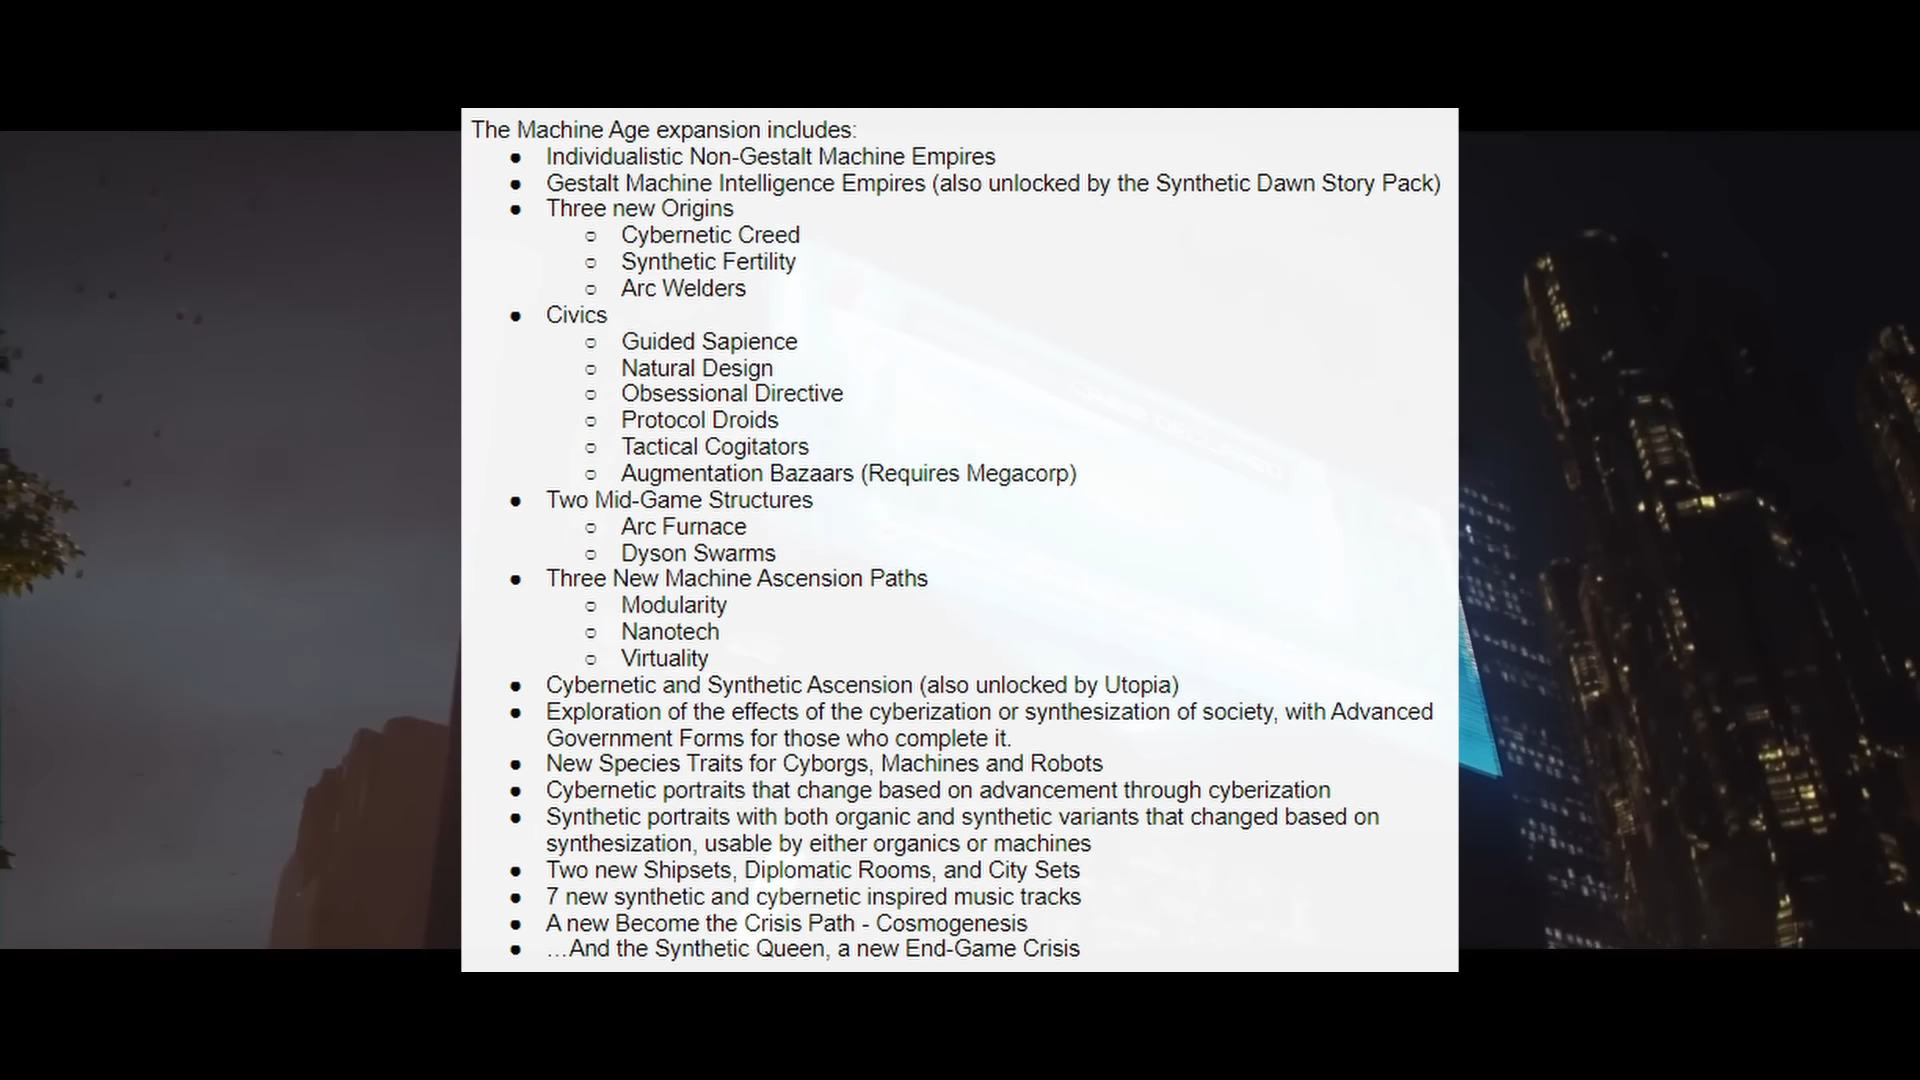 The Machine Age expansion includes:
● Individualistic Non-Gestalt Machine Empires
● Gestalt Machine Intelligence Empires (also unlocked by the Synthetic Dawn Story Pack)
● Three new Origins
○ Cybernetic Creed
○ Synthetic Fertility
○ Arc Welders
● Civics
○ Guided Sapience
○ Natural Design
○ Obsessional Directive
○ Protocol Droids
○ Tactical Cogitators
○ Augmentation Bazaars (Requires Megacorp)
● Two Mid-Game Structures
○ Arc Furnace
○ Dyson Swarms
● Three New Machine Ascension Paths
○ Modularity
○ Nanotech
○ Virtuality
● Cybernetic and Synthetic Ascension (also unlocked by Utopia)
● Exploration of the effects of the cyberization or synthesization of society, with Advanced
Government Forms for those who complete it.
● New Species Traits for Cyborgs, Machines and Robots
● Cybernetic portraits that change based on advancement through cyberization
● Synthetic portraits with both organic and synthetic variants that changed based on
synthesization, usable by either organics or machines
● Two new Shipsets, Diplomatic Rooms, and City Sets
● 7 new synthetic and cybernetic inspired music tracks
● A new Become the Crisis Path - Cosmogenesis
● …And the Synthetic Queen, a new End-Game Crisis